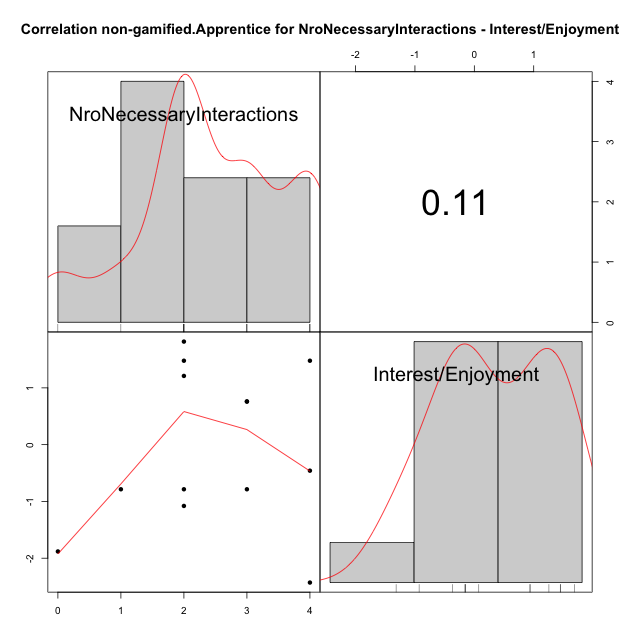 Correlation non-gamified.Apprentice for NroNecessaryInteractions - Interest/Enjoyment
-2 -1 0 1
NroNecessaryInteractions
0.11
4
3
2
1
0
Interest/Enjoyment
1
0
-1
-2
0 1 2 3 4